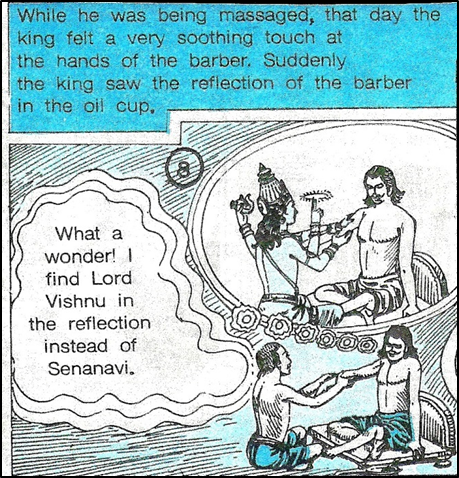 While he was being massaged, that day the
king felt a very soothing touch at
the hands of the barber. Suddenly
the king saw the reflection of the barber
in the oil cup.
8
What a
wonder! I
find Lord
Vishnu in
the reflection
instead of
Senanavi.